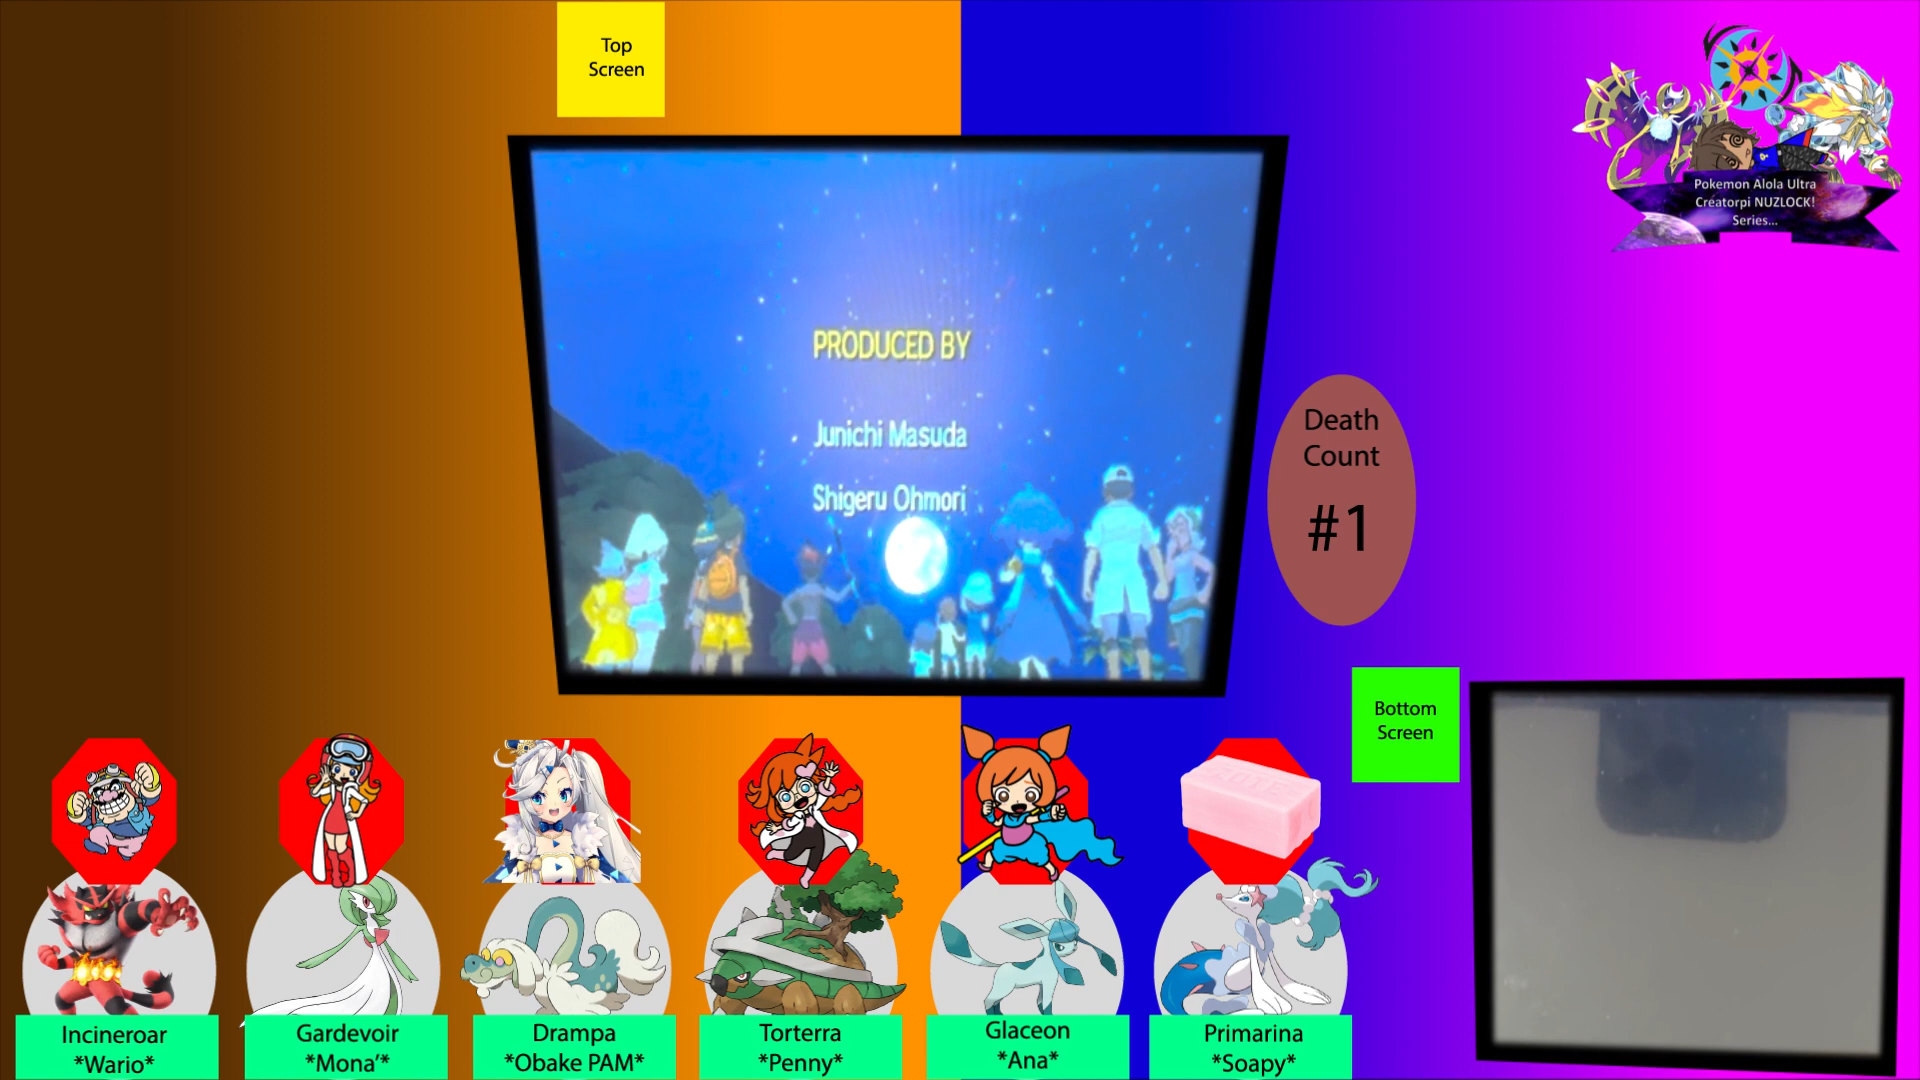 Top
Screen
Pokemon Alola Ultra
Creatorpi NUZLOCK!
Series...
PRODUCED BY
Junichi Masuda
Shigeru Ohmori
Death
Count
#1
Bottom
Screen
Incineroar
*Wario*
Gardevoir
*Mona'*
Drampa
*Obake PAM*
Torterra
*Penny*
Glaceon
*Ana*
Primarina
*Soapy*